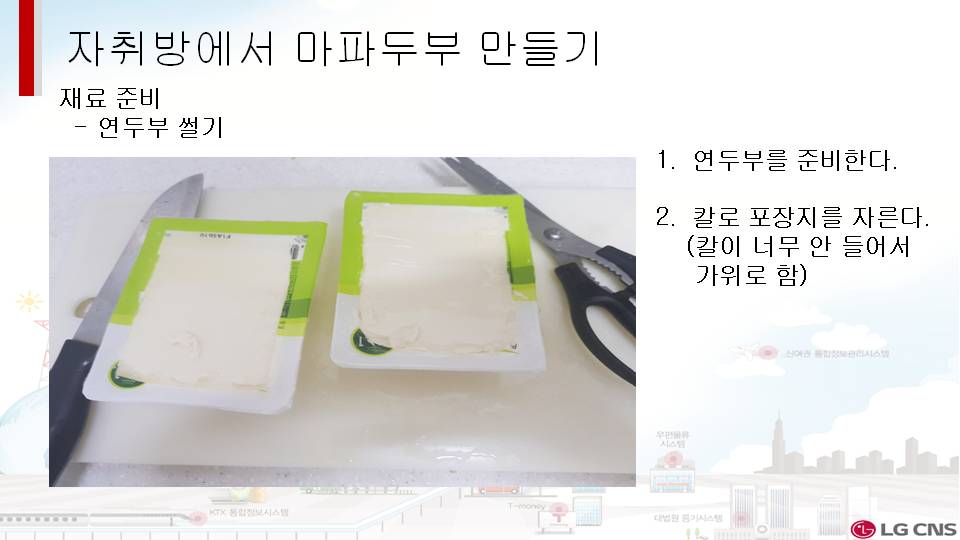 자취방에서 마파두부 만들기
재료 준비
- 연두부 썰기
1. 연두부를 준비한다.
2. 칼로 포장지를 자른다.
(칼이 너무 안 들어서
가위로 함)
신여권 통합정보관리시스템
우편물류
시스템
KTX 통합정보시스템
T-money
대법원 등기시스템
LG CNS